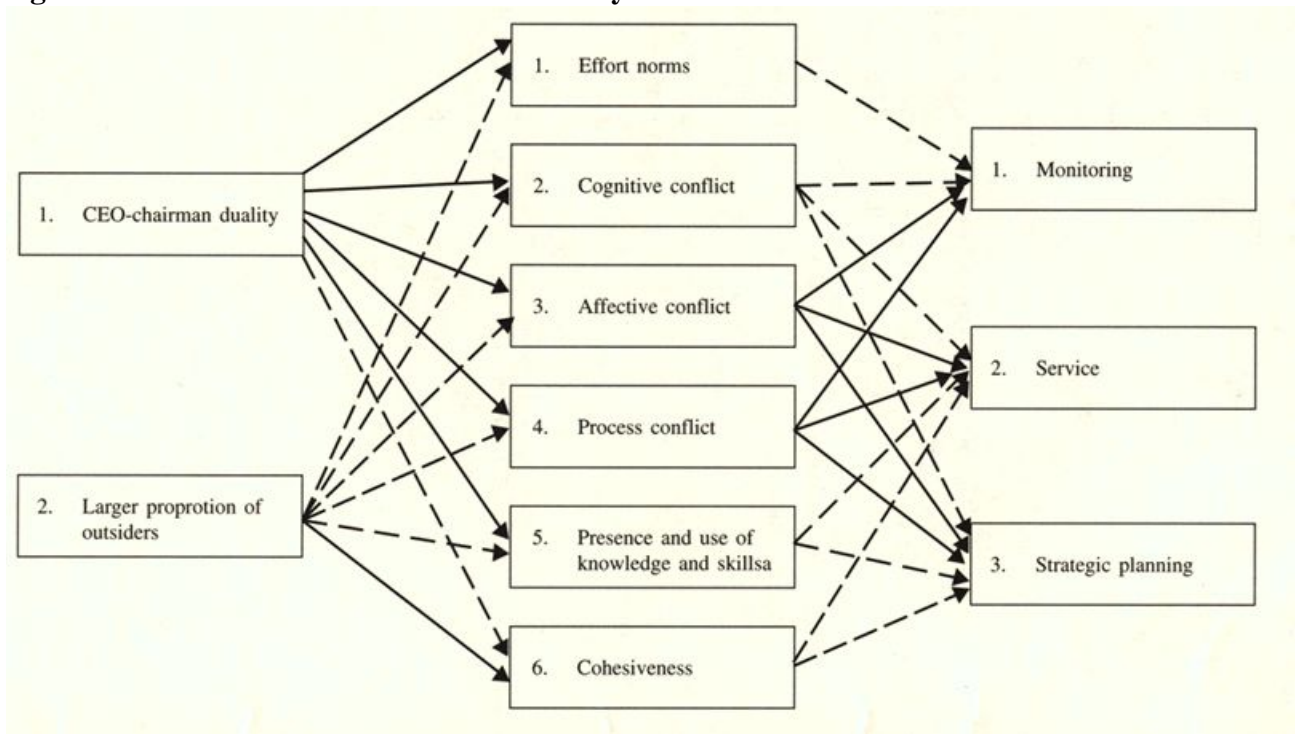 1. Effort norms
2. Cognitive conflict
3. Affective conflict
4. Process conflict
5. Presence and use of
knowledge and skillsa
6. Cohesiveness
1. CEO-chairman duality
2. Larger proprotion of
outsiders
1. Monitoring
2. Service
3. Strategic planning